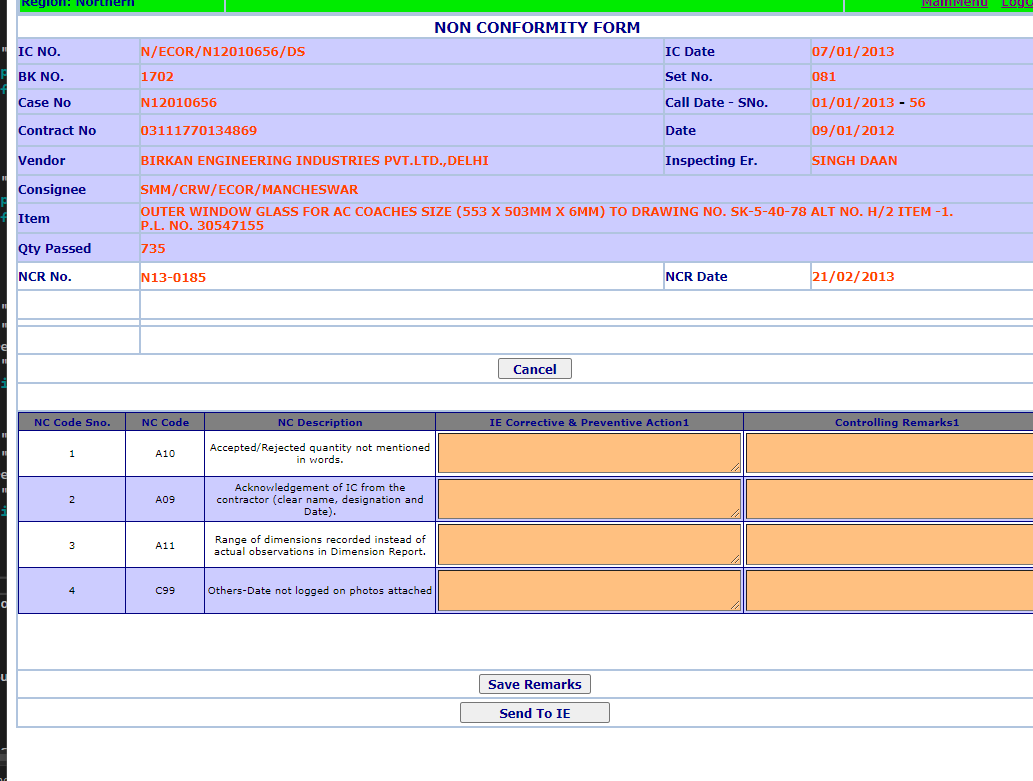 Region: Northern MainMenu
NON CONFORMITY FORM
IC NO. N/ECOR/N12010656/DS IC Date 07/01/2013
BK NO. 1702 Set No. 081
Case No N12010656 Call Date - SNo. 01/01/2013 - 56
Contract No 03111770134869 Date 09/01/2012
Vendor BIRKAN ENGINEERING INDUSTRIES PVT.LTD.,DELHI Inspecting Er. SINGH DAAN
Consignee SMM/CRW/ECOR/MANCHESWAR
Item OUTER WINDOW GLASS FOR AC COACHES SIZE (553 X 503MM X 6MM) TO DRAWING NO. SK-5-40-78 ALT NO. H/2 ITEM -1.
P.L. NO. 30547155
Qty Passed 735
NCR No. N13-0185 NCR Date 21/02/2013
Cancel
NC Code Sno. NC Code NC Description IE Corrective & Preventive Action1 Controlling Remarks1
1 A10 Accepted/Rejected quantity not mentioned
in words.
2 A09 Acknowledgement of IC from the
contractor (clear name, designation and
Date).
3 A11 Range of dimensions recorded instead of
actual observations in Dimension Report.
4 C99 Others-Date not logged on photos attached
Save Remarks
Send To IE